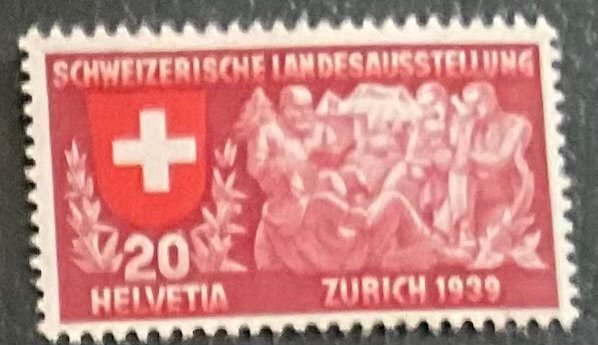 SCHWEIZERISCHE LANDESAUSSTELLUNG
20
HELVETIA
ZURICH 1939